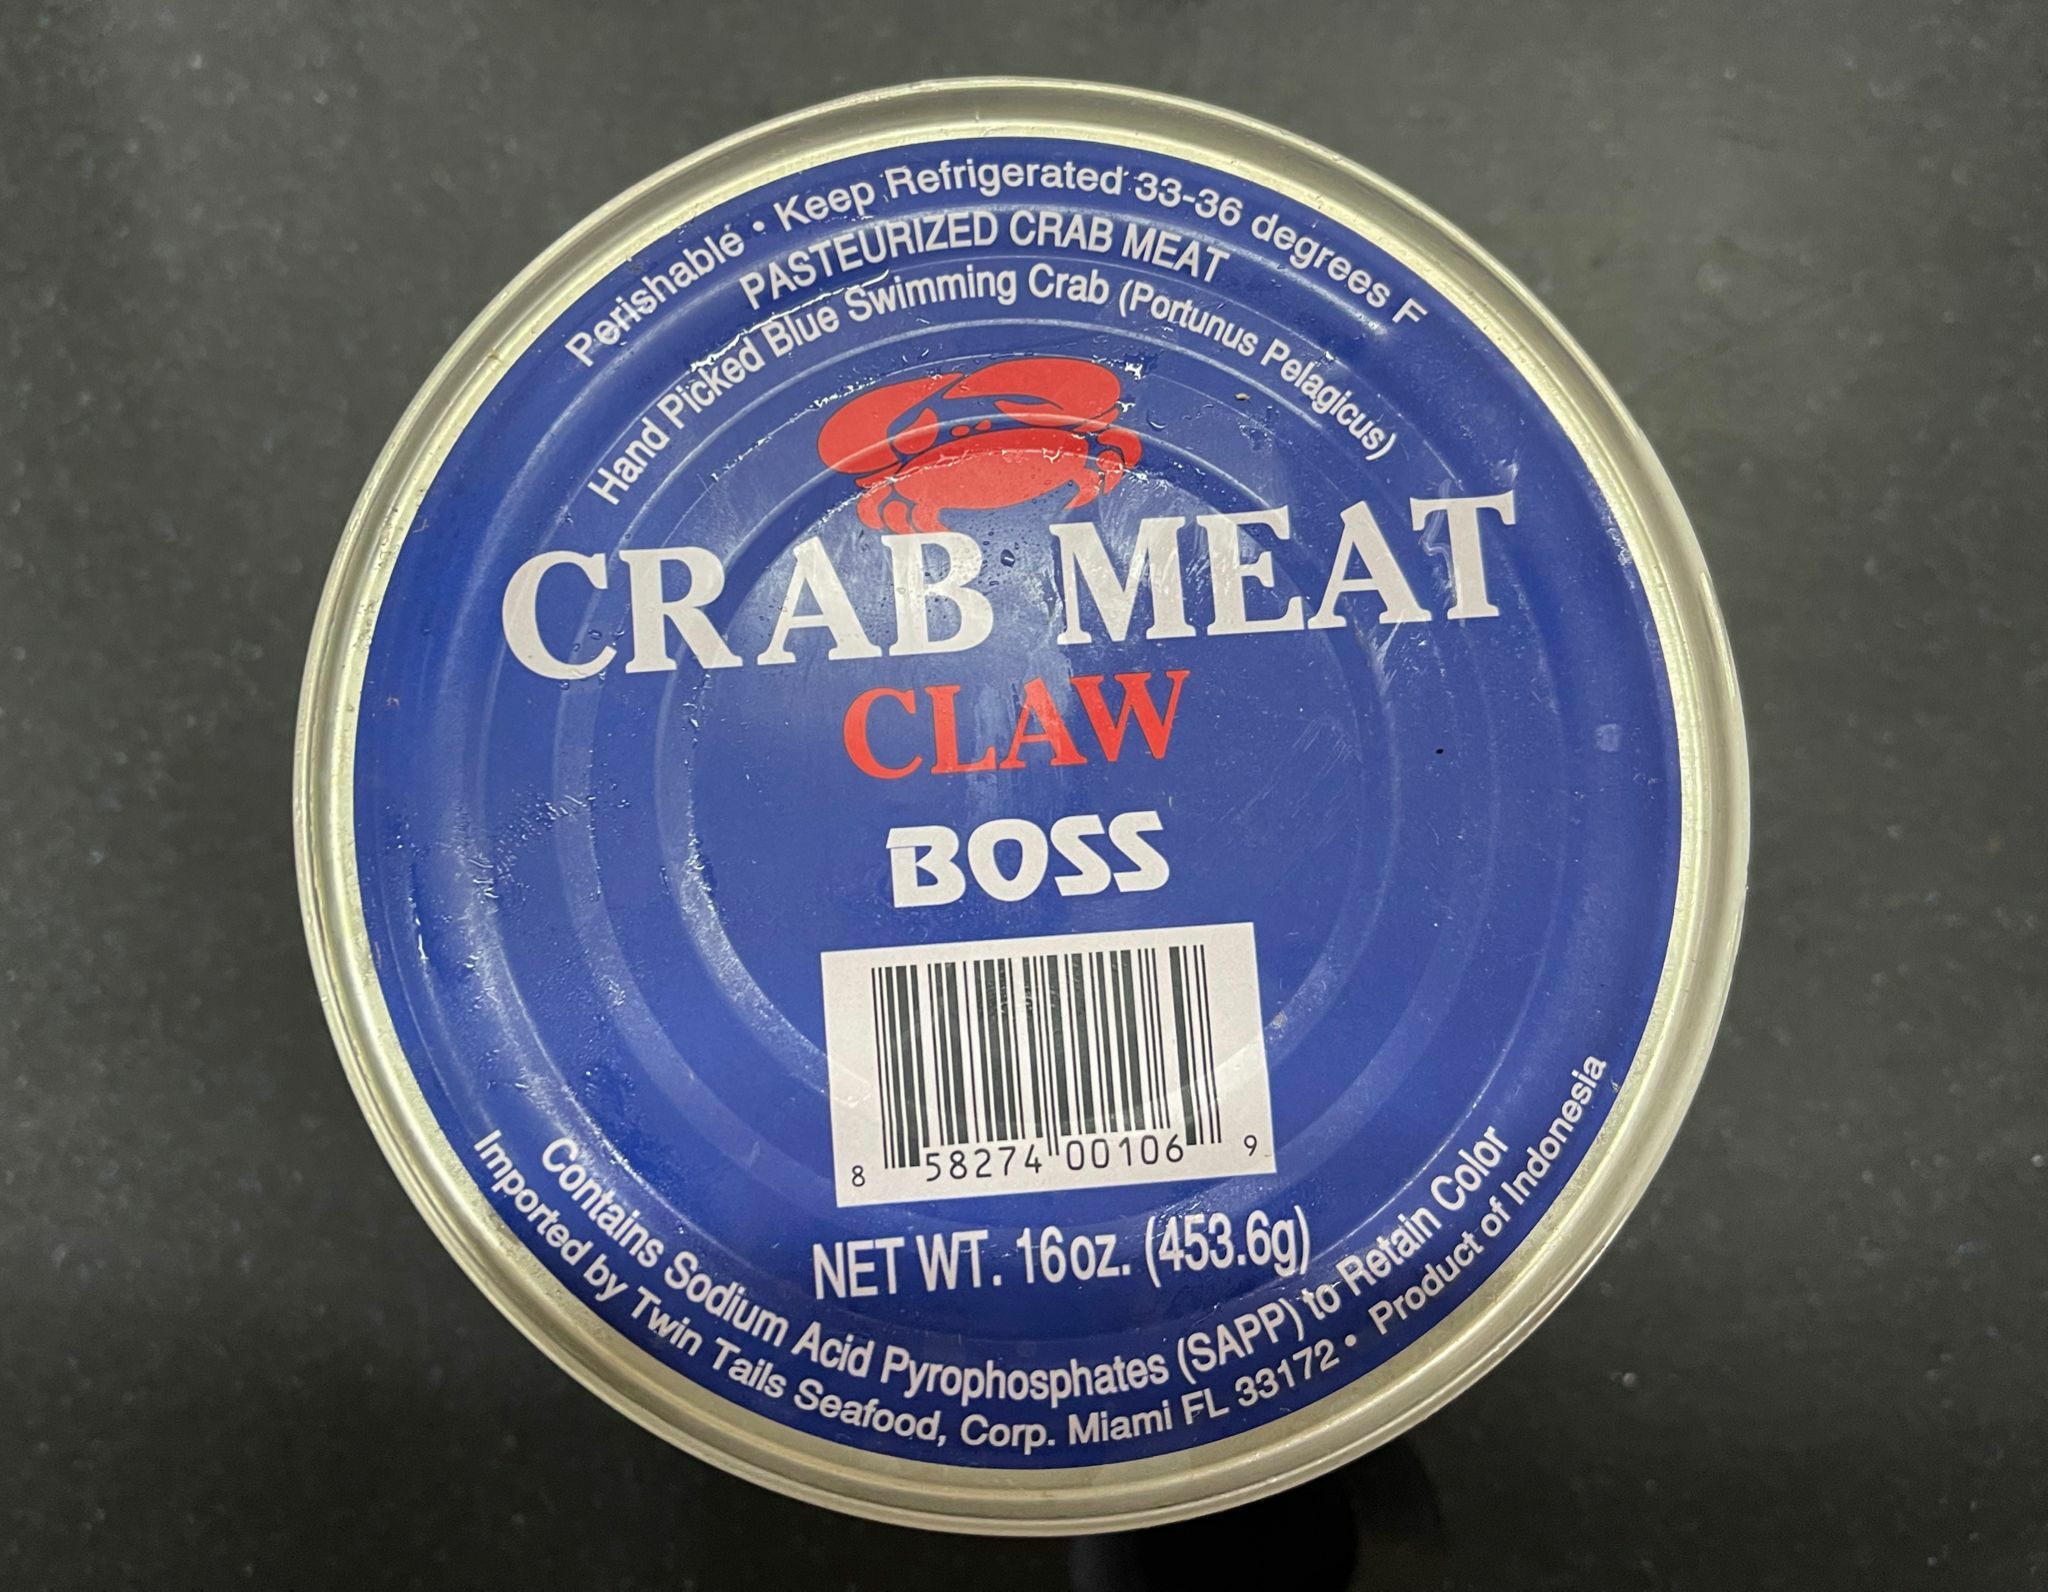 Perishable • Keep Refrigerated 33-36 degrees F
PASTEURIZED CRAB MEAT
Hand Picked Blue Swimming Crab (Portunus Pelagicus)
CRAB MEAT
CLAW
BOSS
8 58274 00106 9
NET WT. 16oz. (453.6g)
Contains Sodium Acid Pyrophosphates (SAPP) to Retain Color
Imported by Twin Tails Seafood, Corp. Miami FL 33172 • Product of Indonesia